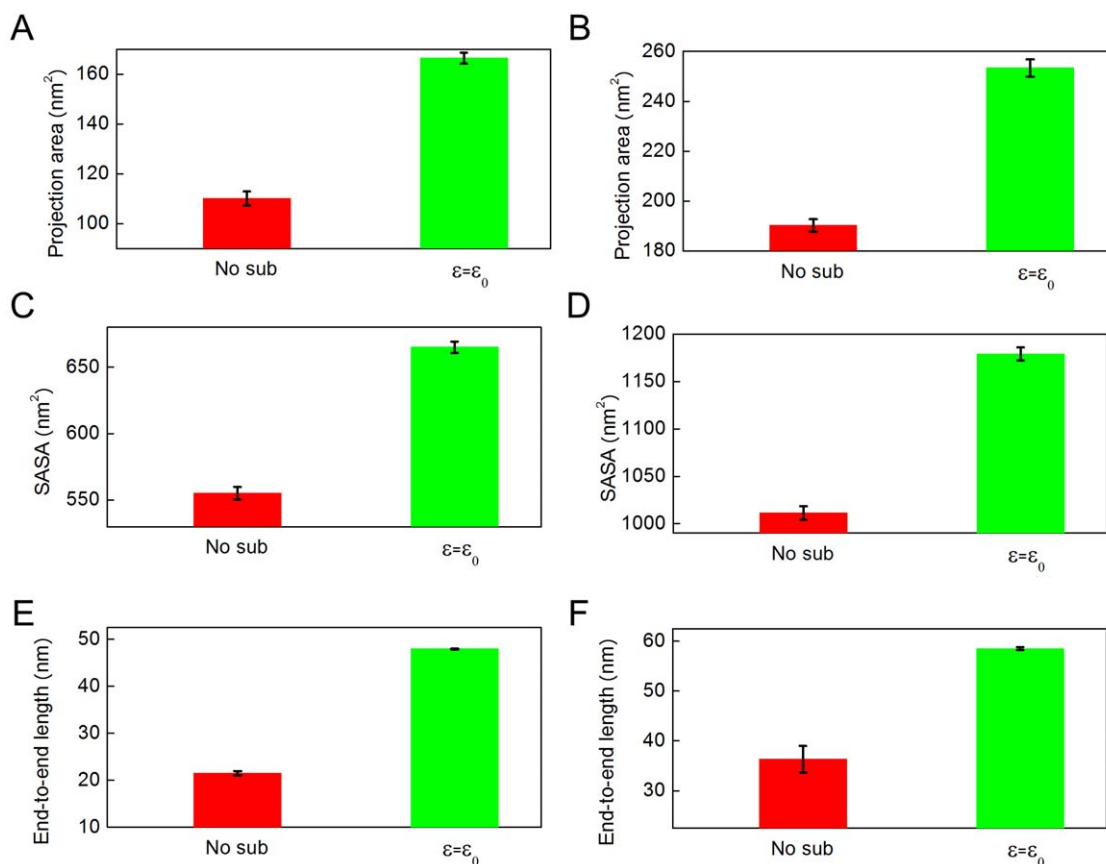 A
Projection area (nm²)
160
140
120
100
No sub
ε=ε₀
B
Projection area (nm²)
260
240
220
200
180
No sub
ε=ε₀
C
SASA (nm²)
650
600
550
No sub
ε=ε₀
D
SASA (nm²)
1200
1150
1100
1050
1000
No sub
ε=ε₀
E
End-to-end length (nm)
50
40
30
20
10
No sub
ε=ε₀
F
End-to-end length (nm)
60
50
40
30
No sub
ε=ε₀